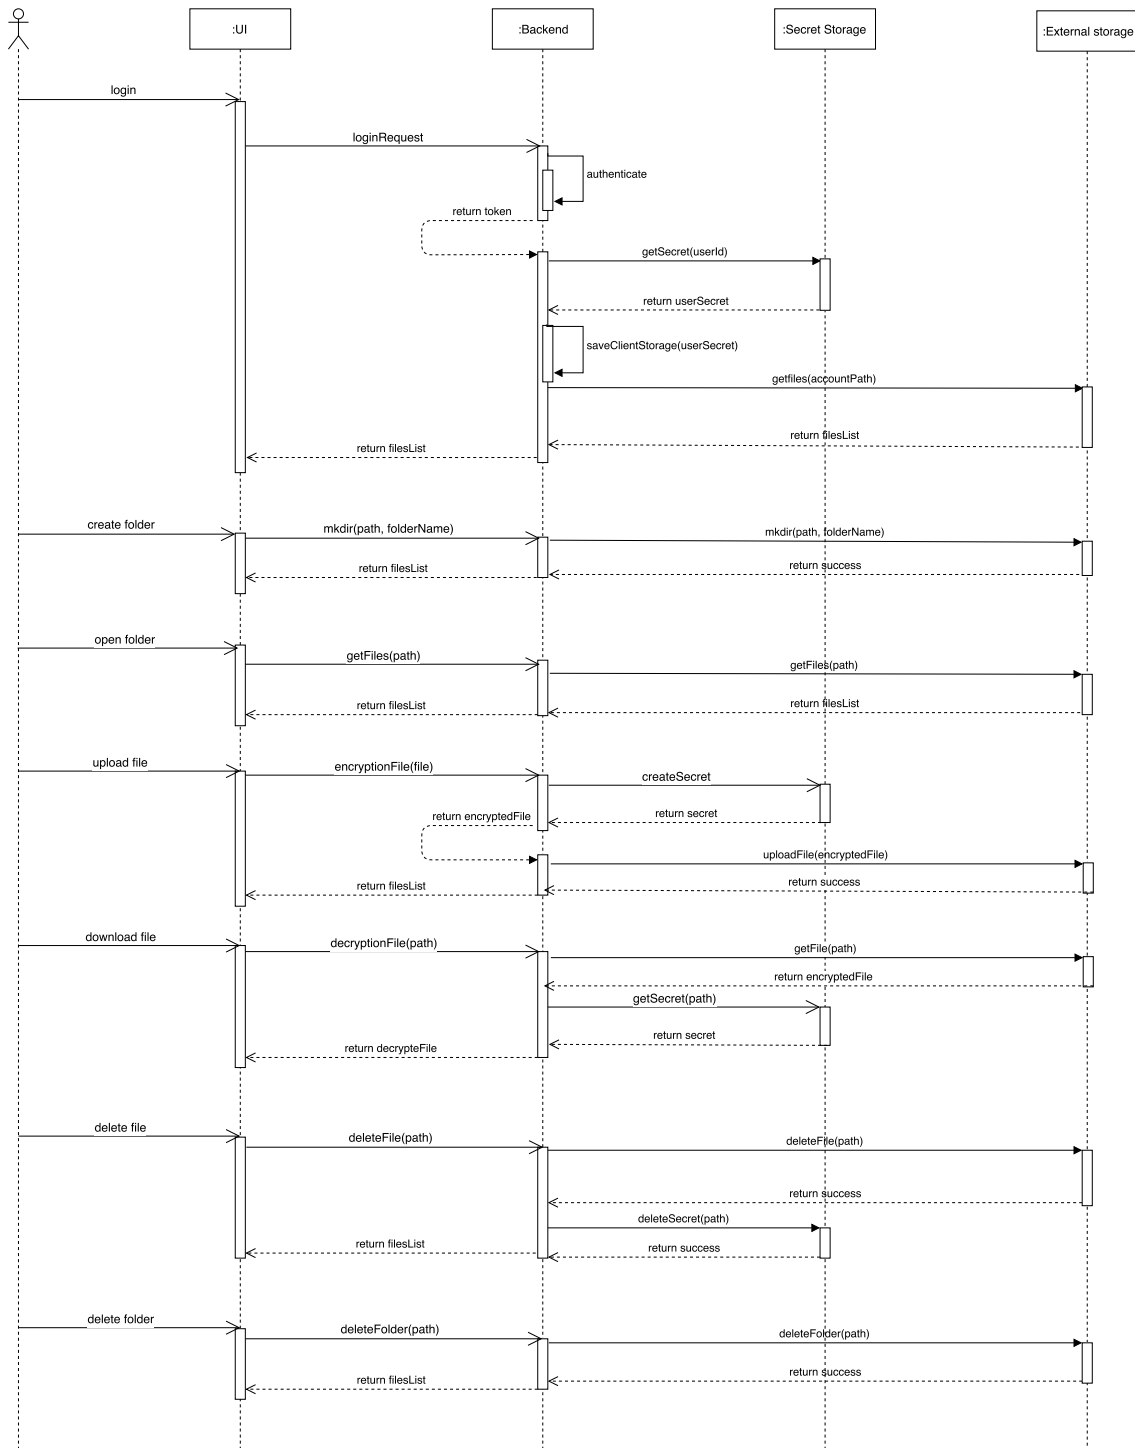 :UI
:Backend
:Secret Storage
:External storage
login
loginRequest
authenticate
return token
getSecret(userId)
return userSecret
saveClientStorage(userSecret)
getfiles(accountPath)
return filesList
return filesList
create folder
mkdir(path, folderName)
mkdir(path, folderName)
return success
return filesList
open folder
getFiles(path)
getFiles(path)
return filesList
return filesList
upload file
encryptionFile(file)
createSecret
return secret
return encryptedFile
uploadFile(encryptedFile)
return success
return filesList
download file
decryptionFile(path)
getFile(path)
return encryptedFile
getSecret(path)
return secret
return decrypteFile
delete file
deleteFile(path)
deleteFile(path)
return success
deleteSecret(path)
return filesList
return success
delete folder
deleteFolder(path)
deleteFolder(path)
return success
return filesList